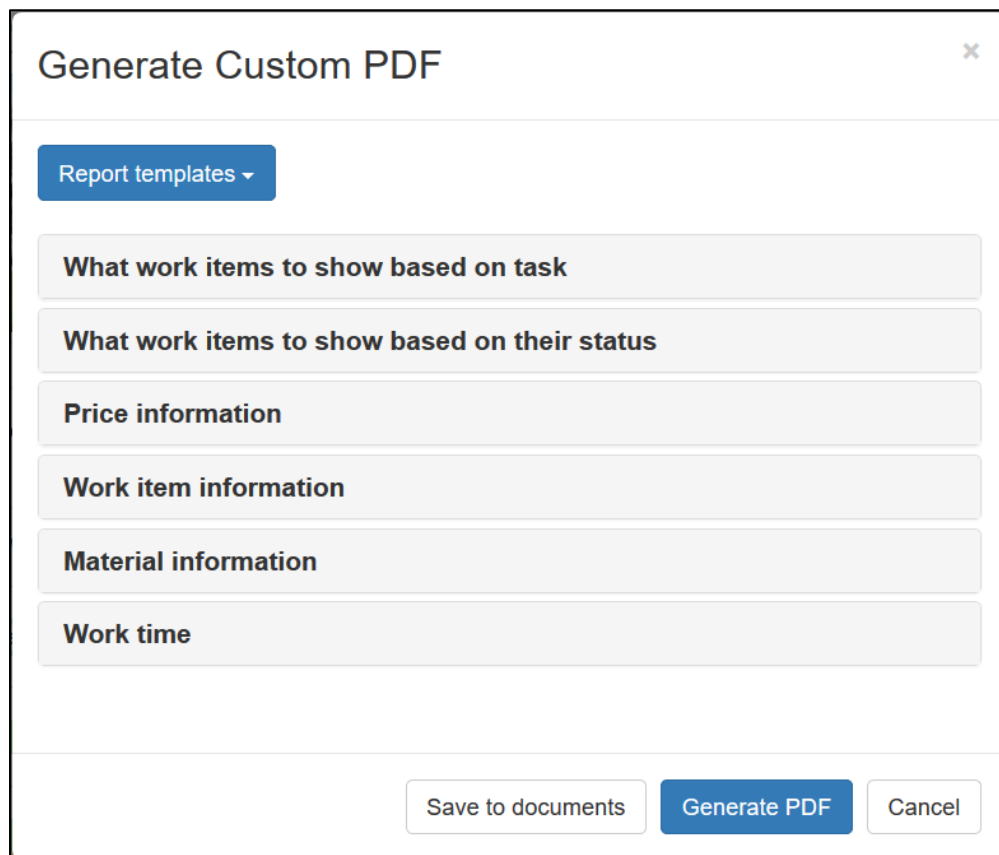 Generate Custom PDF
Report templates
What work items to show based on task
What work items to show based on their status
Price information
Work item information
Material information
Work time
Save to documents Generate PDF Cancel